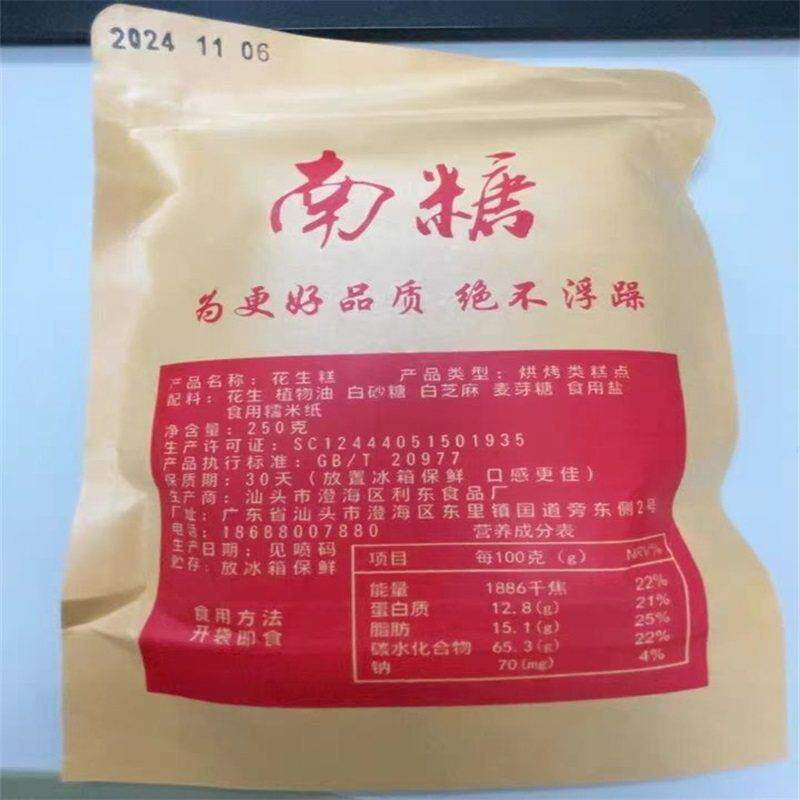 2024 11 06
南糖
为更好品质 绝不浮躁
产品名称：花生糕 产品类型：烘烤类糕点
配料：花生 植物油 白砂糖 白芝麻 麦芽糖 食用盐
食用糯米纸
净含量：250克
生产许可证：SC12444051501935
产品执行标准：GB/T 20977
保质期：30天（放置冰箱保鲜 口感更佳）
生产商：汕头市澄海区利东食品厂
厂址：广东省汕头市澄海区东里镇国道旁东侧2号
电话：18688007880 营养成分表
生产日期：见喷码
贮存：放冰箱保鲜
项目 每100克（g） NRV%
能量 1886千焦 22%
蛋白质 12.8(g) 21%
脂肪 15.1(g) 25%
碳水化合物 65.3(g) 22%
钠 70(mg) 4%
食用方法
开袋即食